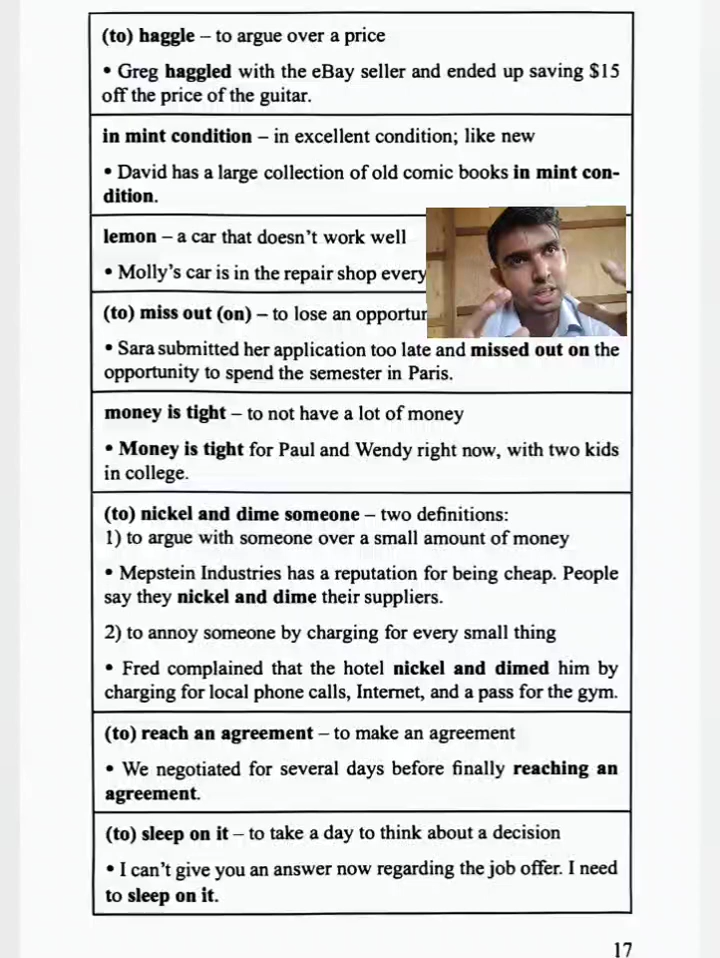 (to) haggle – to argue over a price
• Greg haggled with the eBay seller and ended up saving $15
off the price of the guitar.
in mint condition – in excellent condition; like new
• David has a large collection of old comic books in mint con-
dition.
lemon – a car that doesn't work well
• Molly's car is in the repair shop every
(to) miss out (on) – to lose an
• Sara submitted her application too late and missed out on the
opportunity to spend the semester in Paris.
money is tight – to not have a lot of money
• Money is tight for Paul and Wendy right now, with two kids
in college.
(to) nickel and dime someone – two definitions:
1) to argue with someone over a small amount of money
• Mepstein Industries has a reputation for being cheap. People
say they nickel and dime their suppliers.
2) to annoy someone by charging for every small thing
• Fred complained that the hotel nickel and dimed him by
charging for local phone calls, Internet, and a pass for the gym.
(to) reach an agreement – to make an agreement
• We negotiated for several days before finally reaching an
agreement.
(to) sleep on it – to take a day to think about a decision
• I can't give you an answer now regarding the job offer. I need
to sleep on it.
17